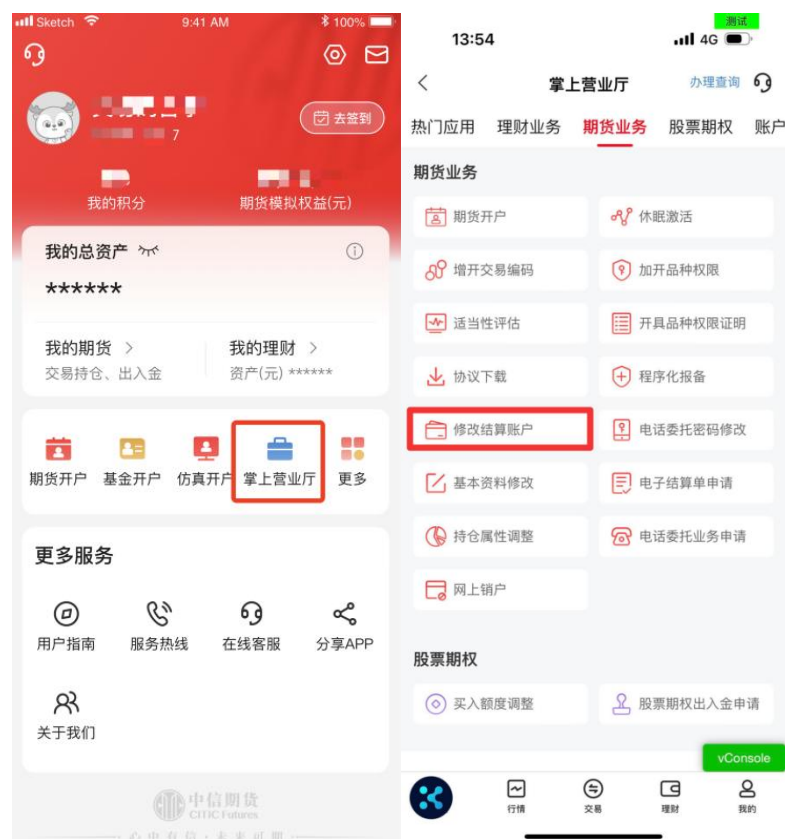 Sketch 9:41 AM 100%
7
去签到
我的积分
期货模拟权益(元)
我的总资产
******
我的期货 >
交易持仓、出入金
我的理财 >
资产(元) ******
期货开户
基金开户
仿真开户
掌上营业厅
更多
更多服务
用户指南
服务热线
在线客服
分享APP
关于我们
中信期货
CITIC Futures
心中有信·未来可期
测试
13:54 4G
掌上营业厅
办理查询
热门应用
理财业务
期货业务
股票期权
账户
期货业务
期货开户
休眠激活
增开交易编码
加开品种权限
适当性评估
开具品种权限证明
协议下载
程序化报备
修改结算账户
电话委托密码修改
基本资料修改
电子结算单申请
持仓属性调整
电话委托业务申请
网上销户
股票期权
买入额度调整
股票期权出入金申请
vConsole
行情
交易
理财
我的